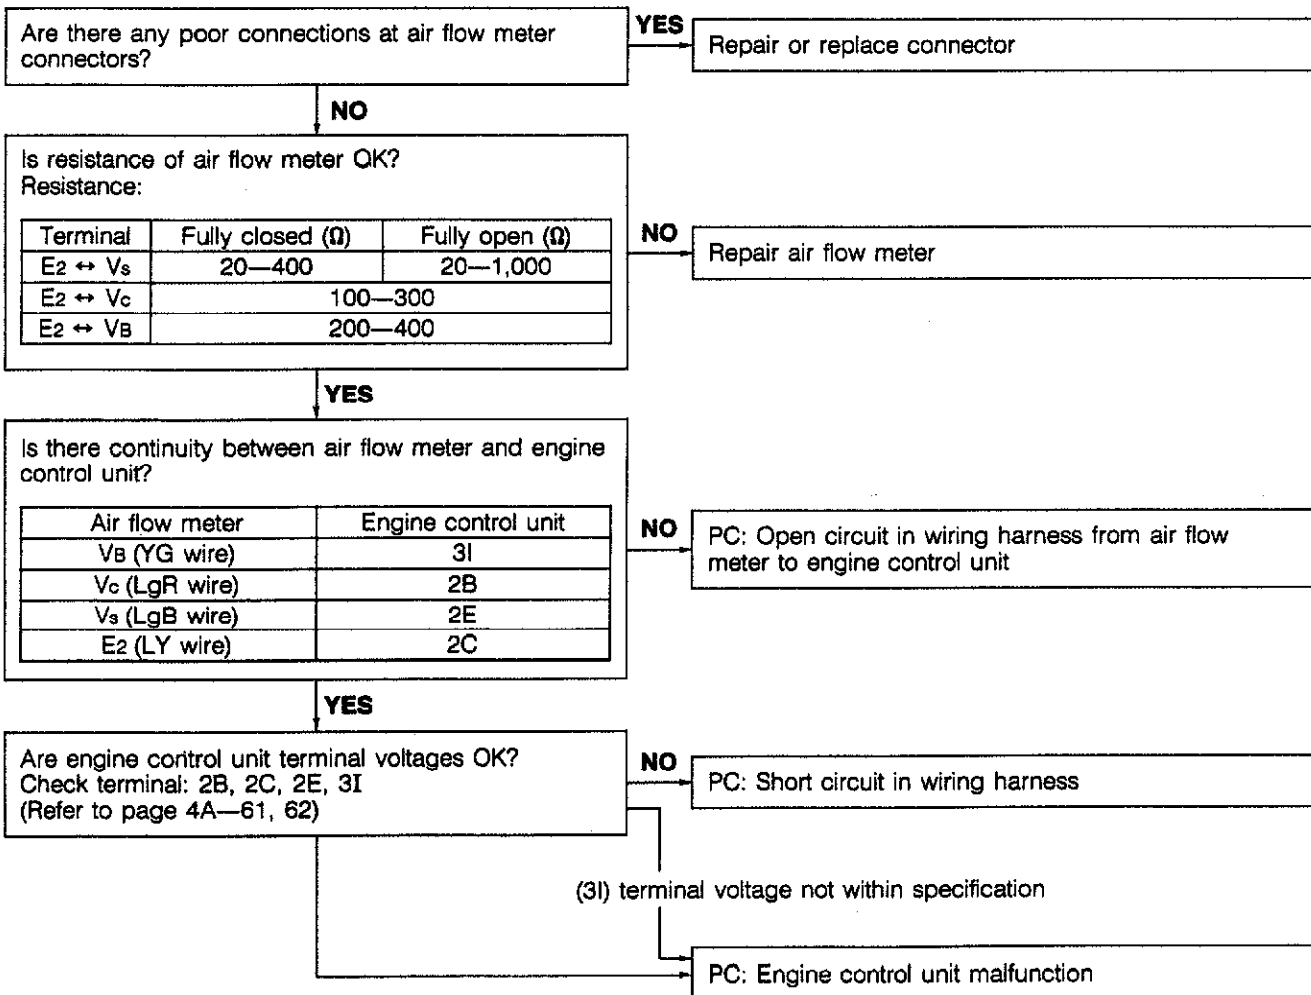 Are there any poor connections at air flow meter
connectors?
YES
Repair or replace connector
NO
Is resistance of air flow meter OK?
Resistance:
Terminal Fully closed (Ω) Fully open (Ω)
E2 ↔ Vs 20—400 20—1,000
E2 ↔ Vc 100—300
E2 ↔ VB 200—400
NO
Repair air flow meter
YES
Is there continuity between air flow meter and engine
control unit?
Air flow meter Engine control unit
VB (YG wire) 3I
Vc (LgR wire) 2B
Vs (LgB wire) 2E
E2 (LY wire) 2C
NO
PC: Open circuit in wiring harness from air flow
meter to engine control unit
YES
Are engine control unit terminal voltages OK?
Check terminal: 2B, 2C, 2E, 3I
(Refer to page 4A—61, 62)
NO
PC: Short circuit in wiring harness
(3I) terminal voltage not within specification
PC: Engine control unit malfunction